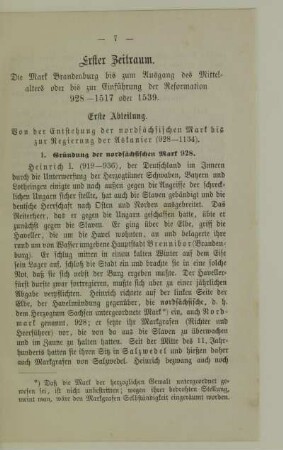 — 7 —
Erster Zeitraum.
Die Mark Brandenburg bis zum Ausgang des Mittel-
alters oder bis zur Einführung der Reformation
928—1517 oder 1539.
Erste Abteilung.
Von der Entstehung der nordsächsischen Mark bis
zur Regierung der Askanier (928—1134).
1. Gründung der nordsächsischen Mark 928.
Heinrich I. (919—936), der Deutschland im Innern
durch die Unterwerfung der Herzogtümer Schwaben, Bayern und
Lothringen einigte und nach außen gegen die Angriffe der schreck-
lichen Ungarn sicher stellte, hat auch die Slaven geschwächt und die
deutsche Herrschaft nach Osten und Norden ausgebreitet. Das
Reiterheer, das er gegen die Ungarn geschaffen hatte, übte er
zunächst gegen die Slaven. Er ging über die Elbe, griff die
Haveller, die um die Havel wohnten, an und belagerte ihre
rund um von Wasser umgebene Hauptstadt Brennibor (Branden-
burg). Er schlug mitten in einem kalten Winter auf dem Eis
sein Lager auf, schloß die Stadt ein und brachte sie in eine solche
Not, daß sich selbst der Burg ergeben mußte. Der Haveller-
fürst durfte zwar fortregieren, mußte sich aber zu einer jährlichen
Abgabe verpflichten. Heinrich richtete auf der linken Seite der
Elbe, der Havelmündung gegenüber, die nordsächsische, d. h.
dem Herzogtum Sachsen untergeordnete Mark*) ein, auch Nord-
mark genannt, 928; er setzte ihr Markgrafen (Richter und
Heerführer) vor, die von da aus die Slaven zu überwachen und
im Zaune zu halten hatten. Seit der Mitte des 11. Jahr-
hunderts hatten sie ihren Sitz in Salzwedel und hießen daher
auch Markgrafen von Salzwedel. Heinrich bezwang auch noch
*) Daß die Mark der herzoglichen Gewalt untergeordnet ge-
wesen sei, ist nicht unbestritten; wegen ihrer bedrohten Stellung,
meint man, wäre den Markgrafen Selbständigkeit eingeräumt worden.